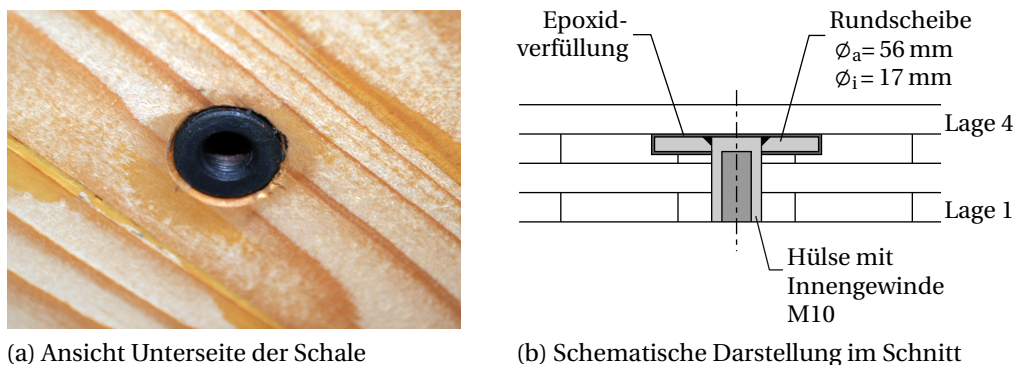 Epoxid-
verfüllung
Rundscheibe
∅a= 56 mm
∅i= 17 mm
Lage 4
Lage 1
Hülse mit
Innengewinde
M10
(a) Ansicht Unterseite der Schale
(b) Schematische Darstellung im Schnitt